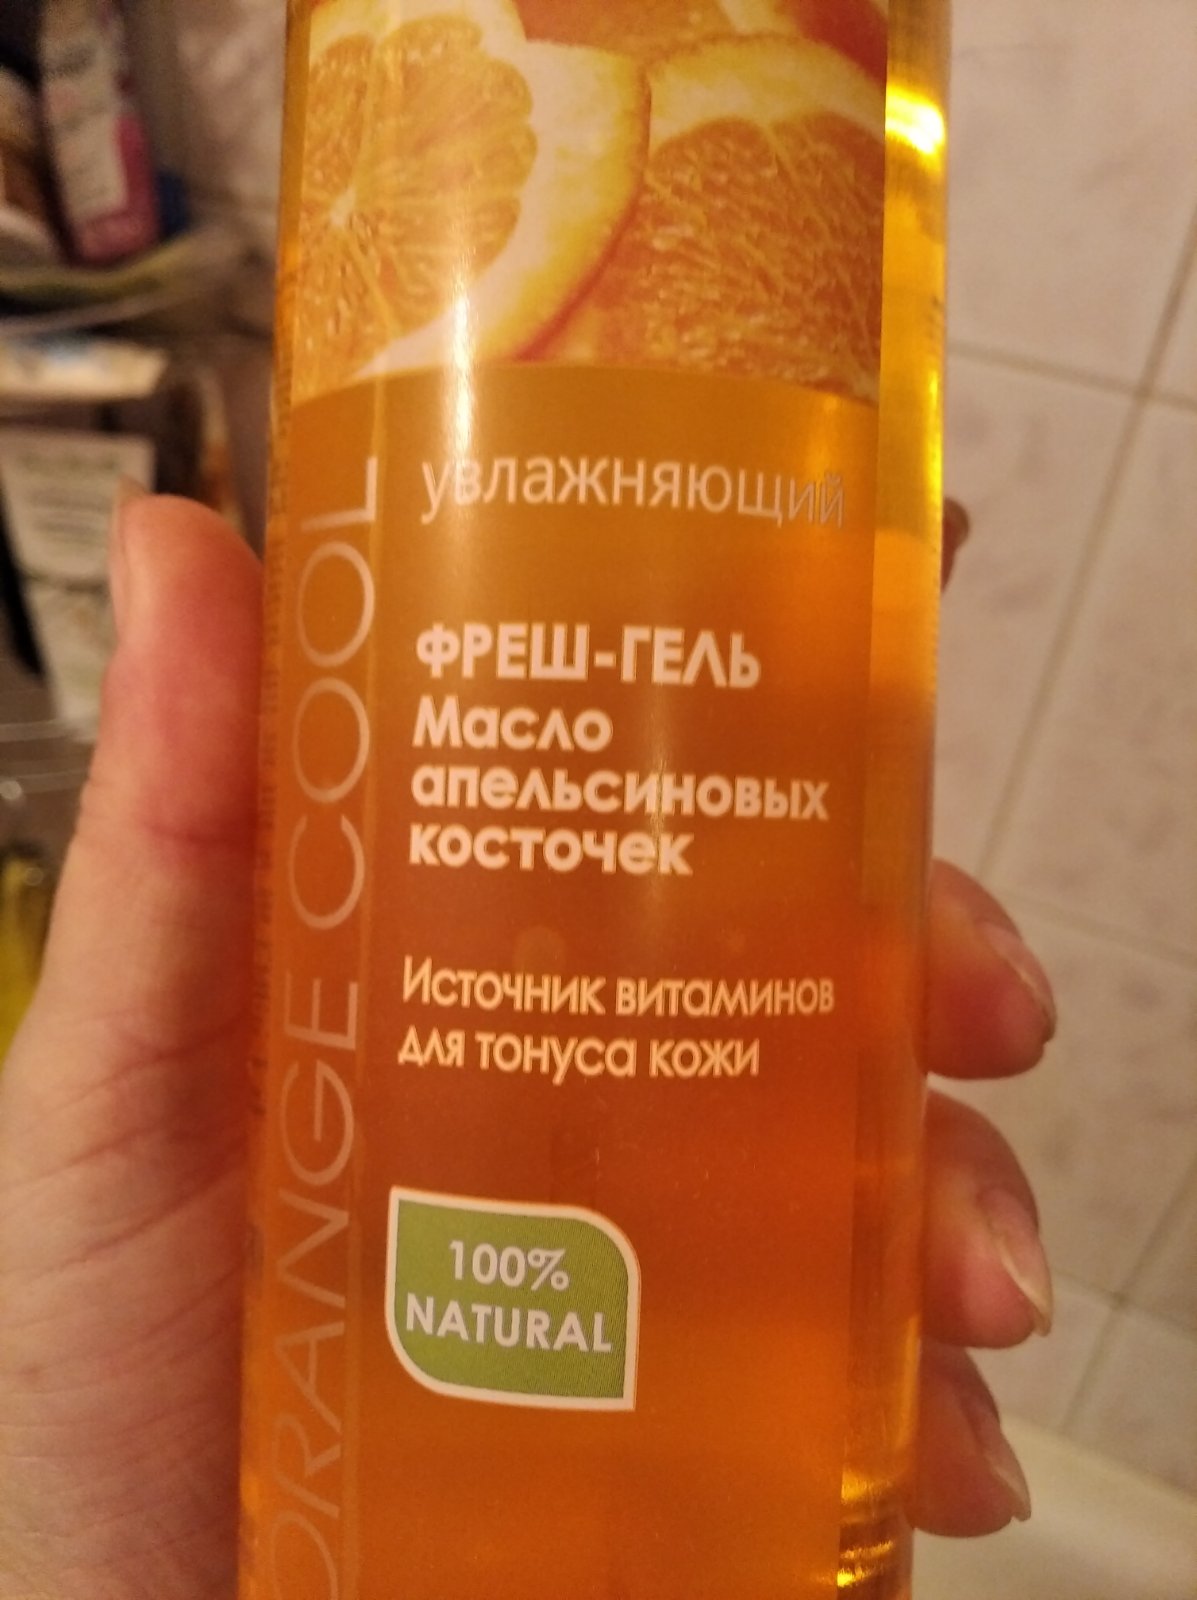 увлажняющий
ФРЕШ-ГЕЛЬ
Масло
апельсиновых
косточек
Источник витаминов
для тонуса кожи
100%
NATURAL
ORANGE COOL